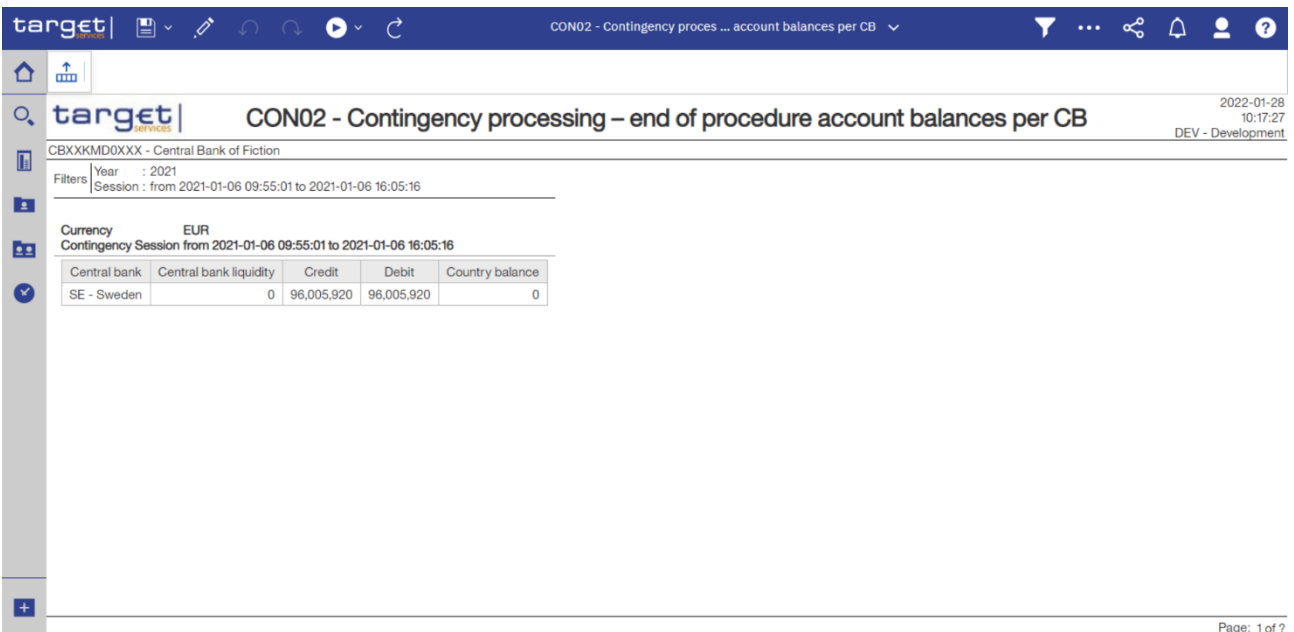 target services
CON02 - Contingency proces ... account balances per CB
target services
CON02 - Contingency processing – end of procedure account balances per CB
2022-01-28
10:17:27
DEV - Development
CBXXKMD0XXX - Central Bank of Fiction
Filters
Year : 2021
Session : from 2021-01-06 09:55:01 to 2021-01-06 16:05:16
Currency EUR
Contingency Session from 2021-01-06 09:55:01 to 2021-01-06 16:05:16
Central bank Central bank liquidity Credit Debit Country balance
SE - Sweden 0 96,005,920 96,005,920 0
Page: 1 of ?